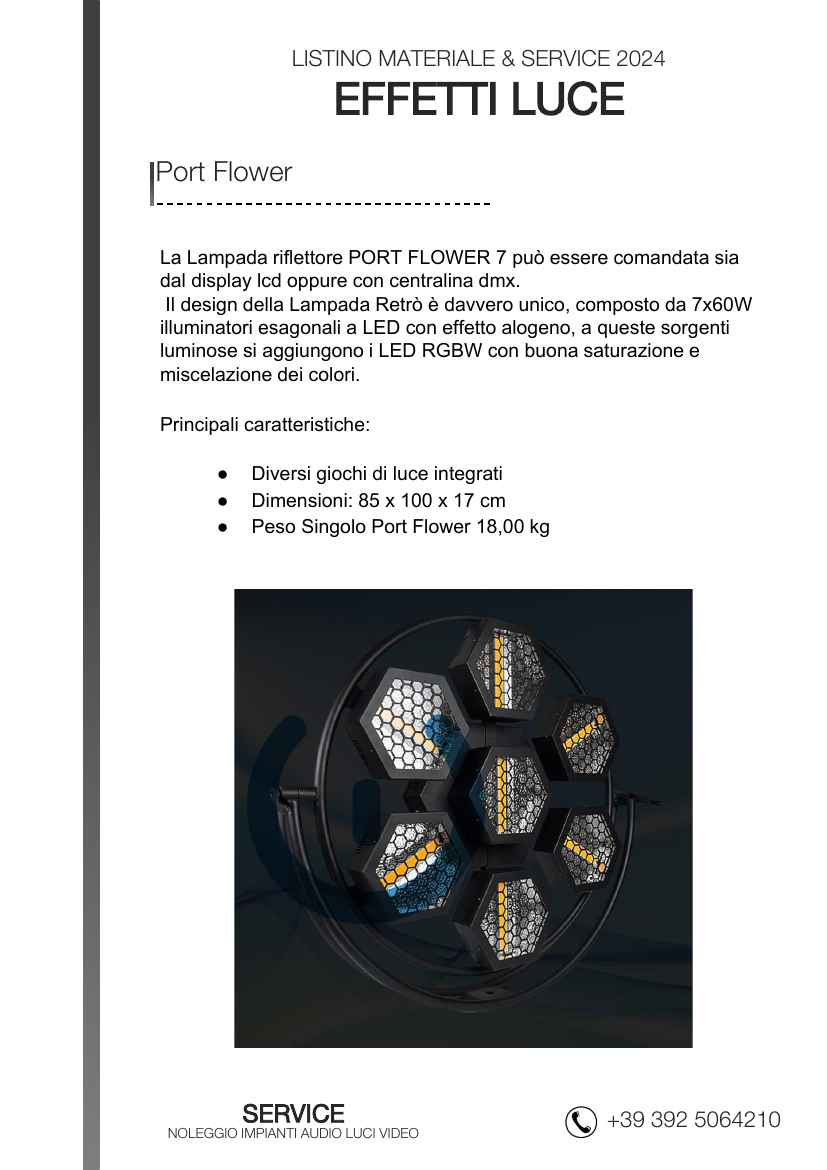 LISTINO MATERIALE & SERVICE 2024
EFFETTI LUCE
Port Flower
La Lampada riflettore PORT FLOWER 7 può essere comandata sia
dal display lcd oppure con centralina dmx.
Il design della Lampada Retrò è davvero unico, composto da 7x60W
illuminatori esagonali a LED con effetto alogeno, a queste sorgenti
luminose si aggiungono i LED RGBW con buona saturazione e
miscelazione dei colori.
Principali caratteristiche:
● Diversi giochi di luce integrati
● Dimensioni: 85 x 100 x 17 cm
● Peso Singolo Port Flower 18,00 kg
SERVICE
NOLEGGIO IMPIANTI AUDIO LUCI VIDEO
+39 392 5064210